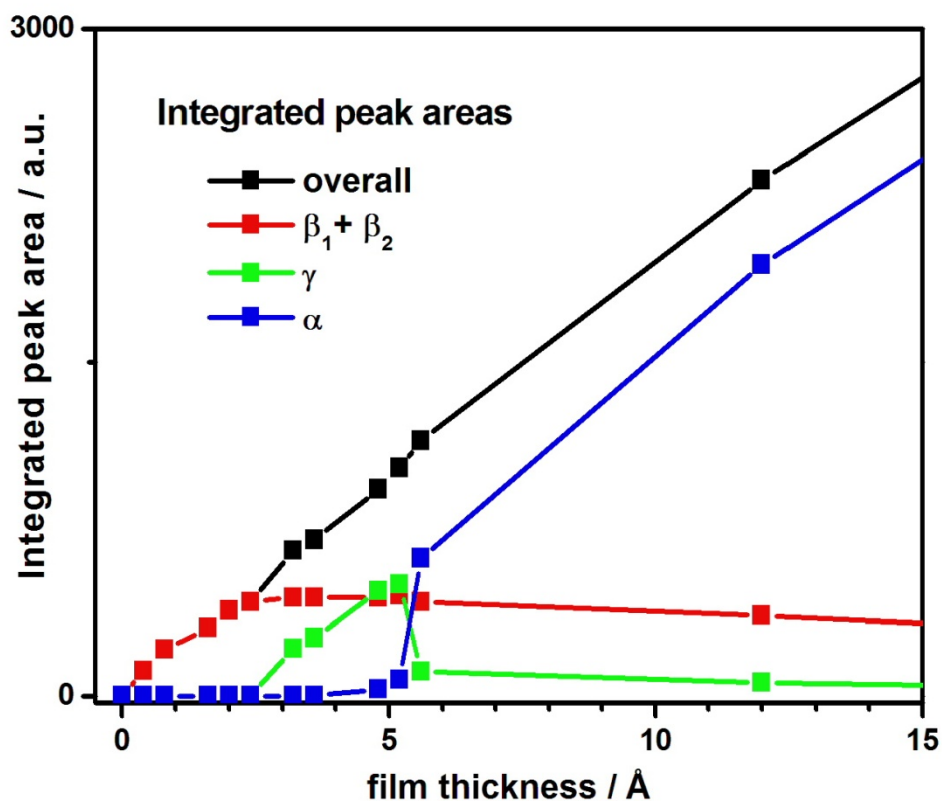 3000
Integrated peak areas
overall
β₁+ β₂
γ
α
Integrated peak area / a.u.
0
0 5 10 15
film thickness / Å